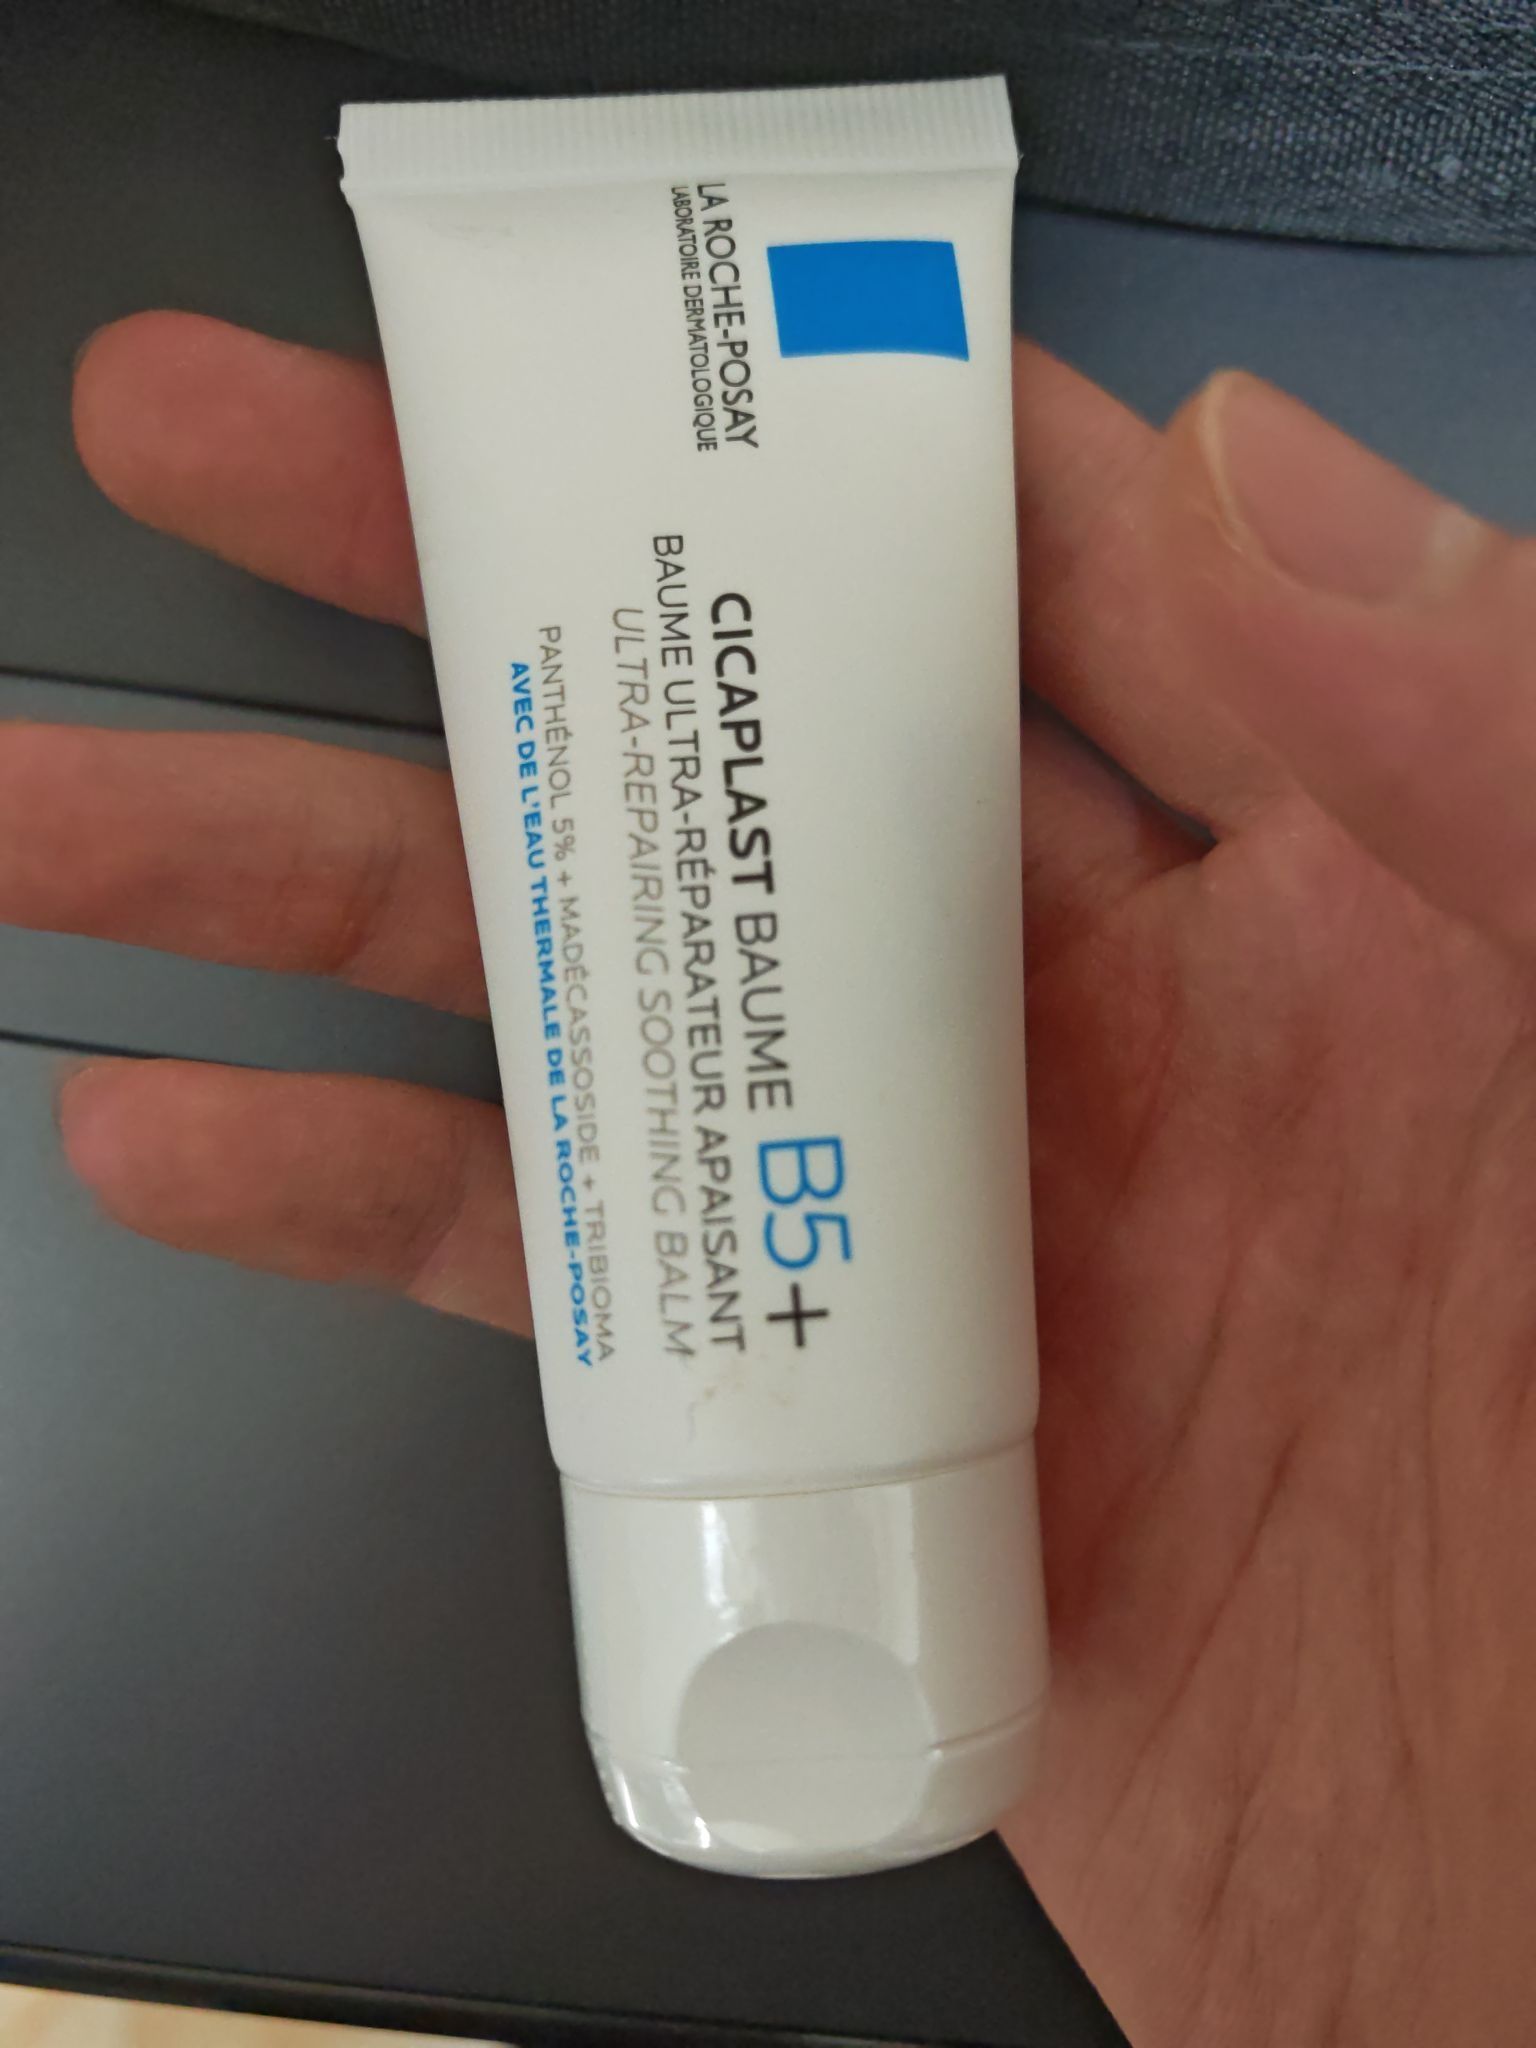 LA ROCHE-POSAY
LABORATOIRE DERMATOLOGIQUE
CICAPLAST BAUME B5+
BAUME ULTRA-RÉPARATEUR APAISANT
ULTRA-REPAIRING SOOTHING BALM
PANTHÉNOL 5% + MADÉCASSOSIDE + TRIBIOMA
AVEC DE L'EAU THERMALE DE LA ROCHE-POSAY